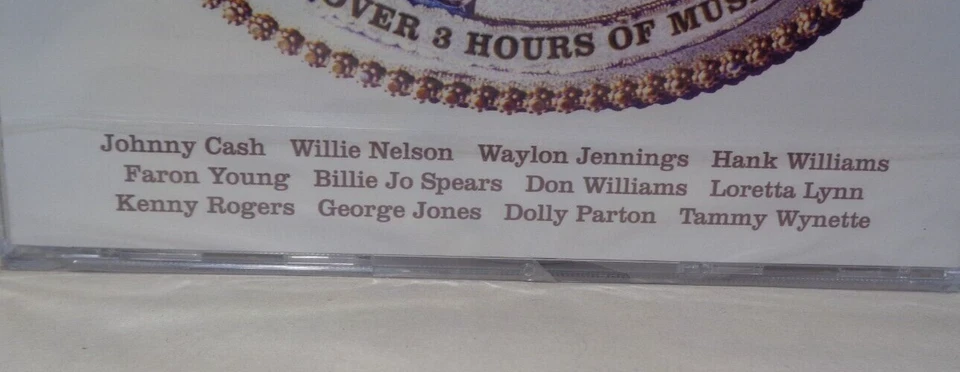 OVER 3 HOURS OF MUSIC
Johnny Cash Willie Nelson Waylon Jennings Hank Williams
Faron Young Billie Jo Spears Don Williams Loretta Lynn
Kenny Rogers George Jones Dolly Parton Tammy Wynette